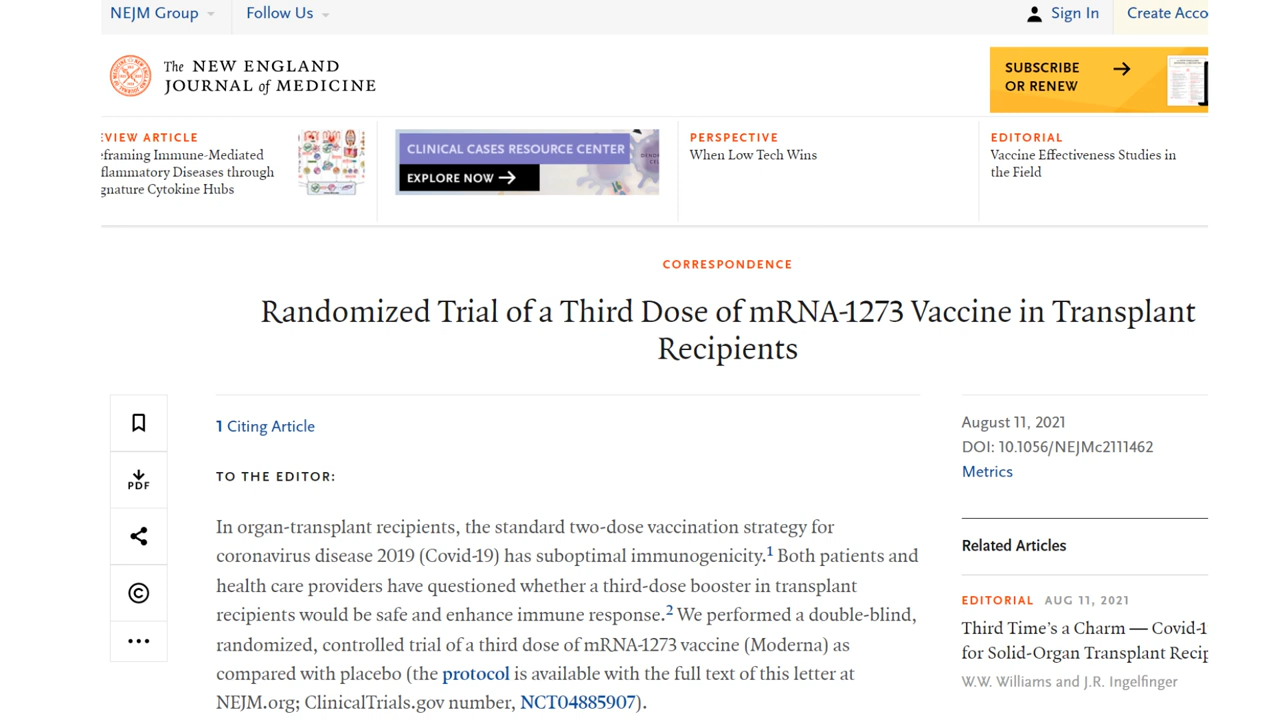 NEJM Group
Follow Us
Sign In
Create Acco
The NEW ENGLAND
JOURNAL of MEDICINE
SUBSCRIBE
OR RENEW
EVIEW ARTICLE
eframing Immune-Mediated
flammatory Diseases through
gnature Cytokine Hubs
CLINICAL CASES RESOURCE CENTER
EXPLORE NOW
PERSPECTIVE
When Low Tech Wins
EDITORIAL
Vaccine Effectiveness Studies in
the Field
CORRESPONDENCE
Randomized Trial of a Third Dose of mRNA-1273 Vaccine in Transplant
Recipients
PDF
1 Citing Article
TO THE EDITOR:
In organ-transplant recipients, the standard two-dose vaccination strategy for
coronavirus disease 2019 (Covid-19) has suboptimal immunogenicity.1 Both patients and
health care providers have questioned whether a third-dose booster in transplant
recipients would be safe and enhance immune response.2 We performed a double-blind,
randomized, controlled trial of a third dose of mRNA-1273 vaccine (Moderna) as
compared with placebo (the protocol is available with the full text of this letter at
NEJM.org; ClinicalTrials.gov number, NCT04885907).
August 11, 2021
DOI: 10.1056/NEJMc2111462
Metrics
Related Articles
EDITORIAL AUG 11, 2021
Third Time's a Charm — Covid-1
for Solid-Organ Transplant Recip
W.W. Williams and J.R. Ingelfinger